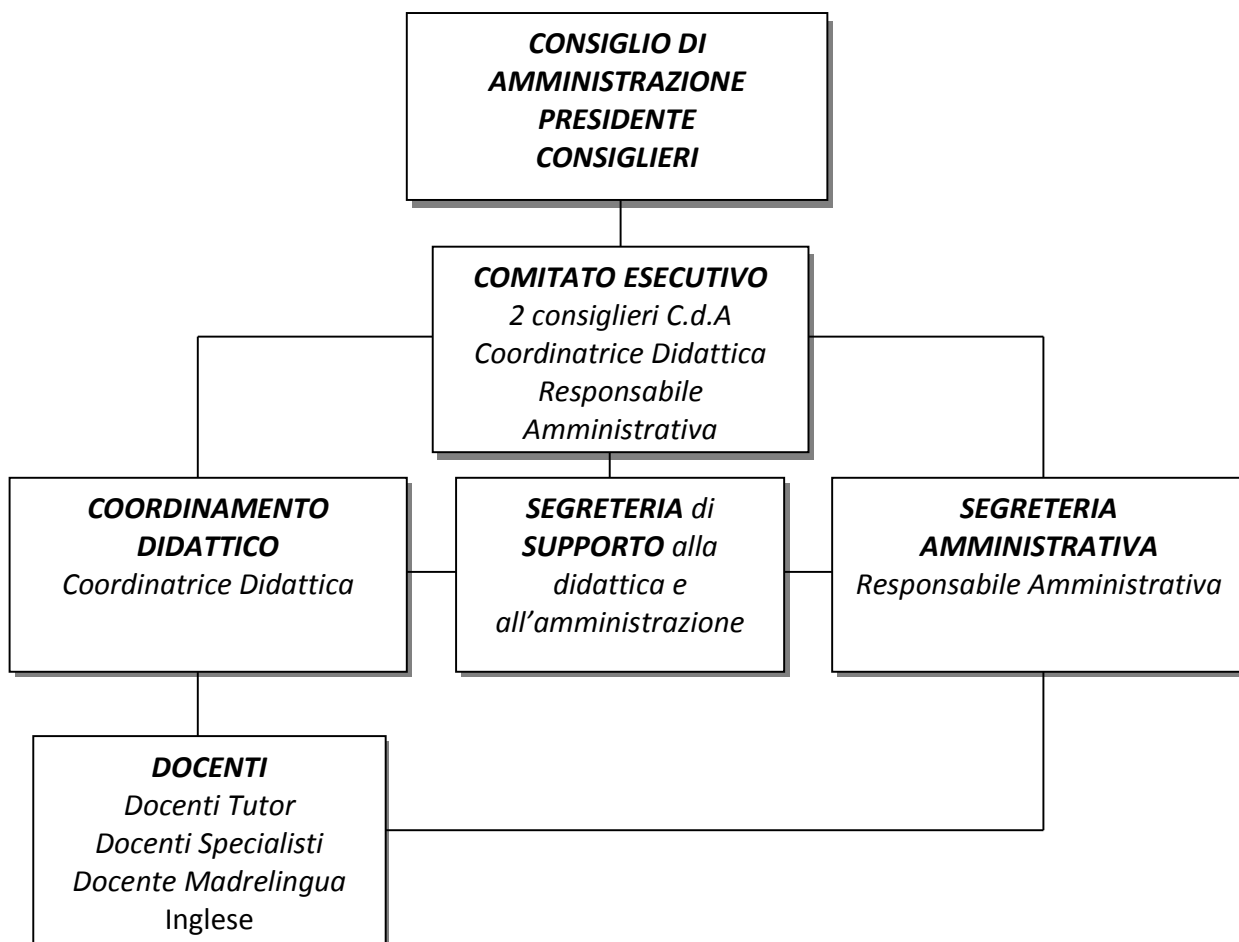 CONSIGLIO DI
AMMINISTRAZIONE
PRESIDENTE
CONSIGLIERI
COMITATO ESECUTIVO
2 consiglieri C.d.A
Coordinatrice Didattica
Responsabile
Amministrativa
COORDINAMENTO
DIDATTICO
Coordinatrice Didattica
SEGRETERIA di
SUPPORTO alla
didattica e
all’amministrazione
SEGRETERIA
AMMINISTRATIVA
Responsabile Amministrativa
DOCENTI
Docenti Tutor
Docenti Specialisti
Docente Madrelingua
Inglese